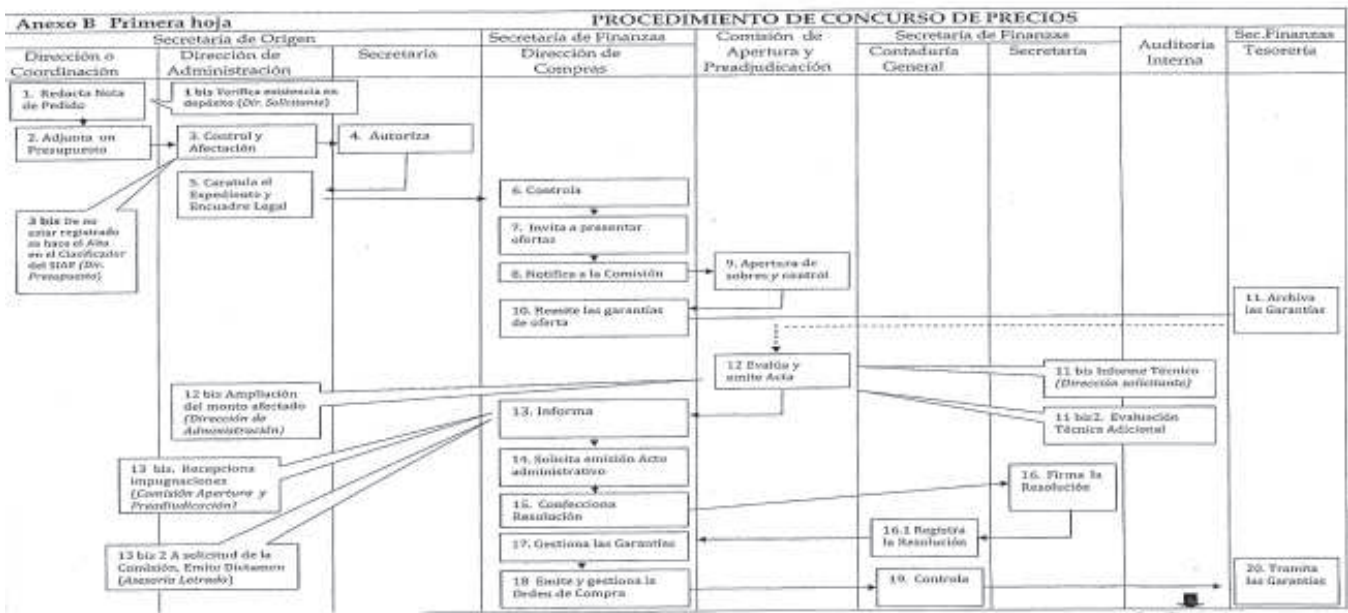 Anexo B Primera hoja
PROCEDIMIENTO DE CONCURSO DE PRECIOS
Secretaría de Origen
Secretaría de Finanzas
Comisión de
Apertura y
Preadjudicación
Secretaría de Finanzas
Auditoria
Interna
Sec.Finanzas
Dirección o
Coordinación
Dirección de
Administración
Secretaría
Dirección de
Compras
Contaduría
General
Secretaría
Tesorería
1. Redacta Nota
de Pedido
1 bis Verifica existencia en
depósito (Dir. Solicitante)
2. Adjunta un
Presupuesto
3. Control y
Afectación
4. Autoriza
5. Caratula el
Expediente y
Encuadre Legal
3 bis De no
estar registrado
se hace el Alta
en el Clasificador
del SIAF (Dir.
Presupuesto)
6. Controla
7. Invita a presentar
ofertas
8. Notifica a la Comisión
9. Apertura de
sobres y control
10. Remite las garantías
de oferta
11. Archiva
las Garantías
12 Evalúa y
emite Acta
11 bis Informe Técnico
(Dirección solicitante)
11 bis2. Evaluación
Técnica Adicional
12 bis Ampliación
del monto afectado
(Dirección de
Administración)
13. Informa
13 bis. Recepciona
impugnaciones
(Comisión Apertura y
Preadjudicación)
14. Solicita emisión Acto
administrativo
15. Confecciona
Resolución
16. Firma la
Resolución
16.1 Registra
la Resolución
17. Gestiona las Garantías
13 bis 2 A solicitud de la
Comisión, Emite Dictamen
(Asesoría Letrada)
18 Emite y gestiona la
Orden de Compra
19. Controla
20. Tramita
las Garantías